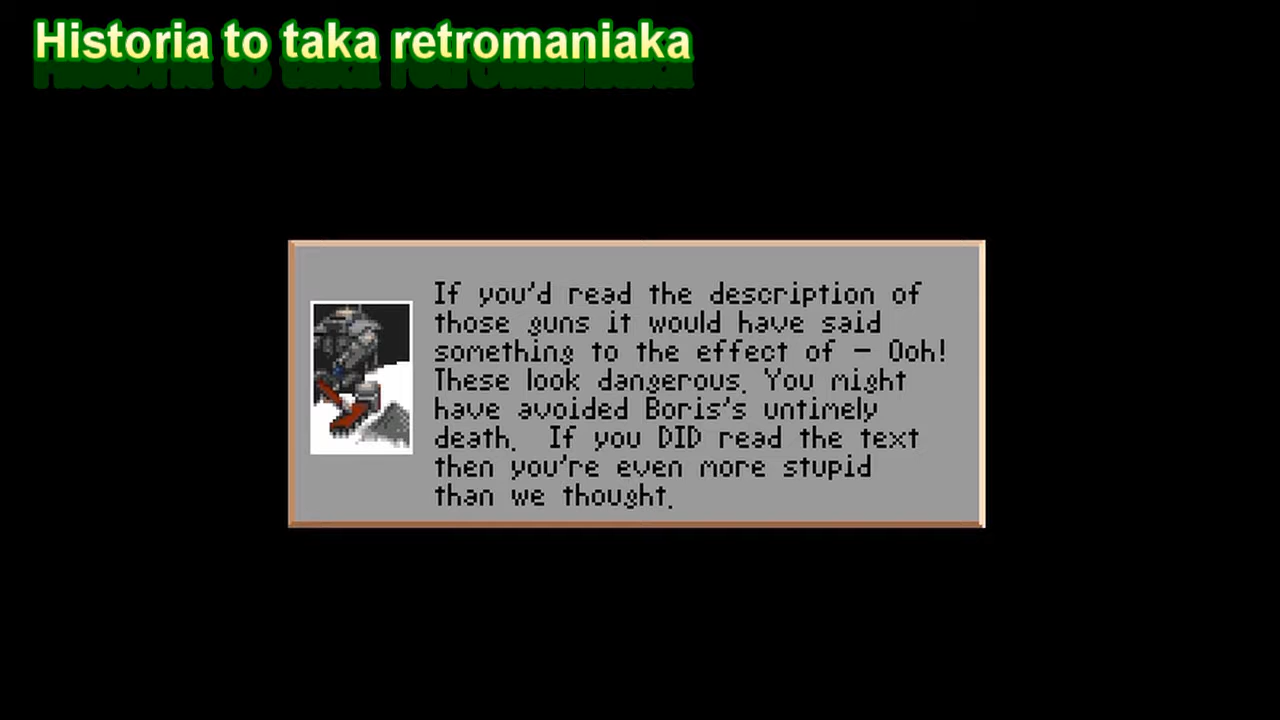 Historia to taka retromaniaka
If you'd read the description of
those guns it would have said
something to the effect of – Ooh!
These look dangerous. You might
have avoided Boris's untimely
death.  If you DID read the text
then you're even more stupid
than we thought.